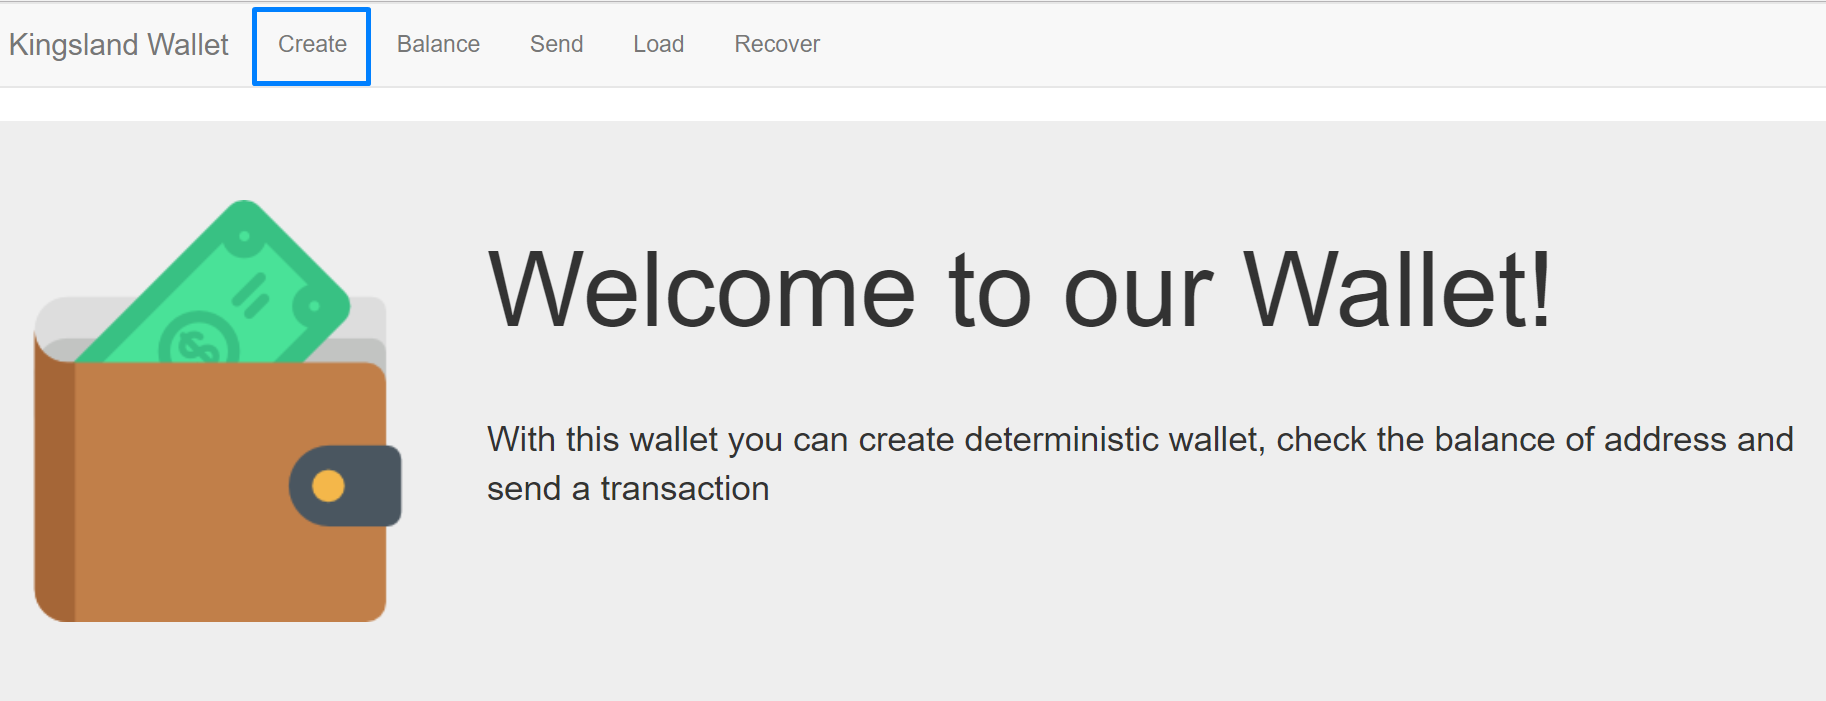 Kingsland Wallet Create Balance Send Load Recover
Welcome to our Wallet!
With this wallet you can create deterministic wallet, check the balance of address and
send a transaction